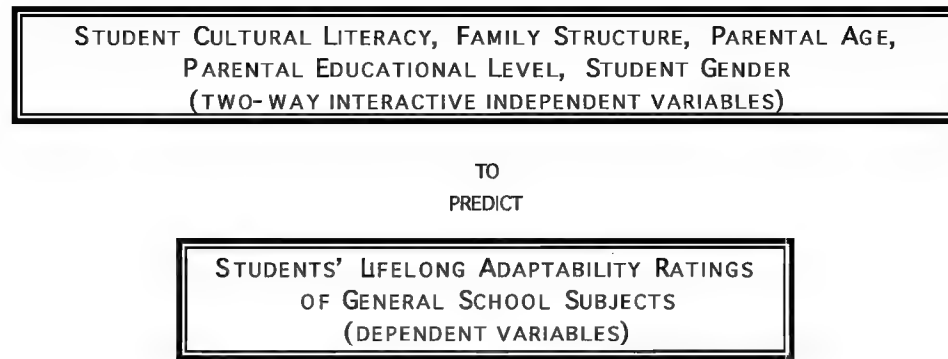 STUDENT CULTURAL LITERACY, FAMILY STRUCTURE, PARENTAL AGE,
PARENTAL EDUCATIONAL LEVEL, STUDENT GENDER
(TWO-WAY INTERACTIVE INDEPENDENT VARIABLES)
TO
PREDICT
STUDENTS' LIFELONG ADAPTABILITY RATINGS
OF GENERAL SCHOOL SUBJECTS
(DEPENDENT VARIABLES)